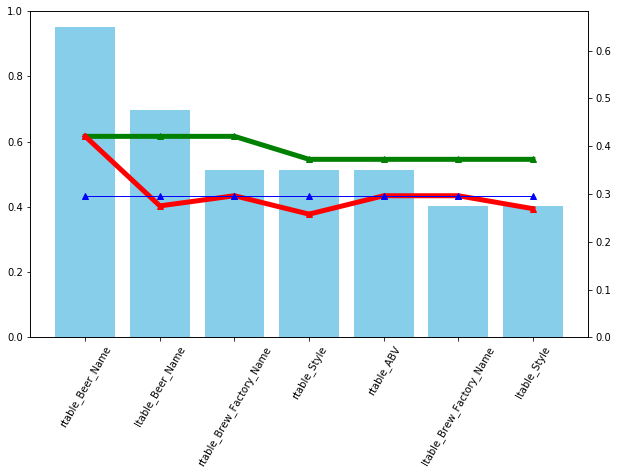 1.0
0.8
0.6
0.4
0.2
0.0
0.6
0.5
0.4
0.3
0.2
0.1
0.0
rtable_Beer_Name
ltable_Beer_Name
rtable_Brew_Factory_Name
rtable_Style
rtable_ABV
ltable_Brew_Factory_Name
ltable_Style